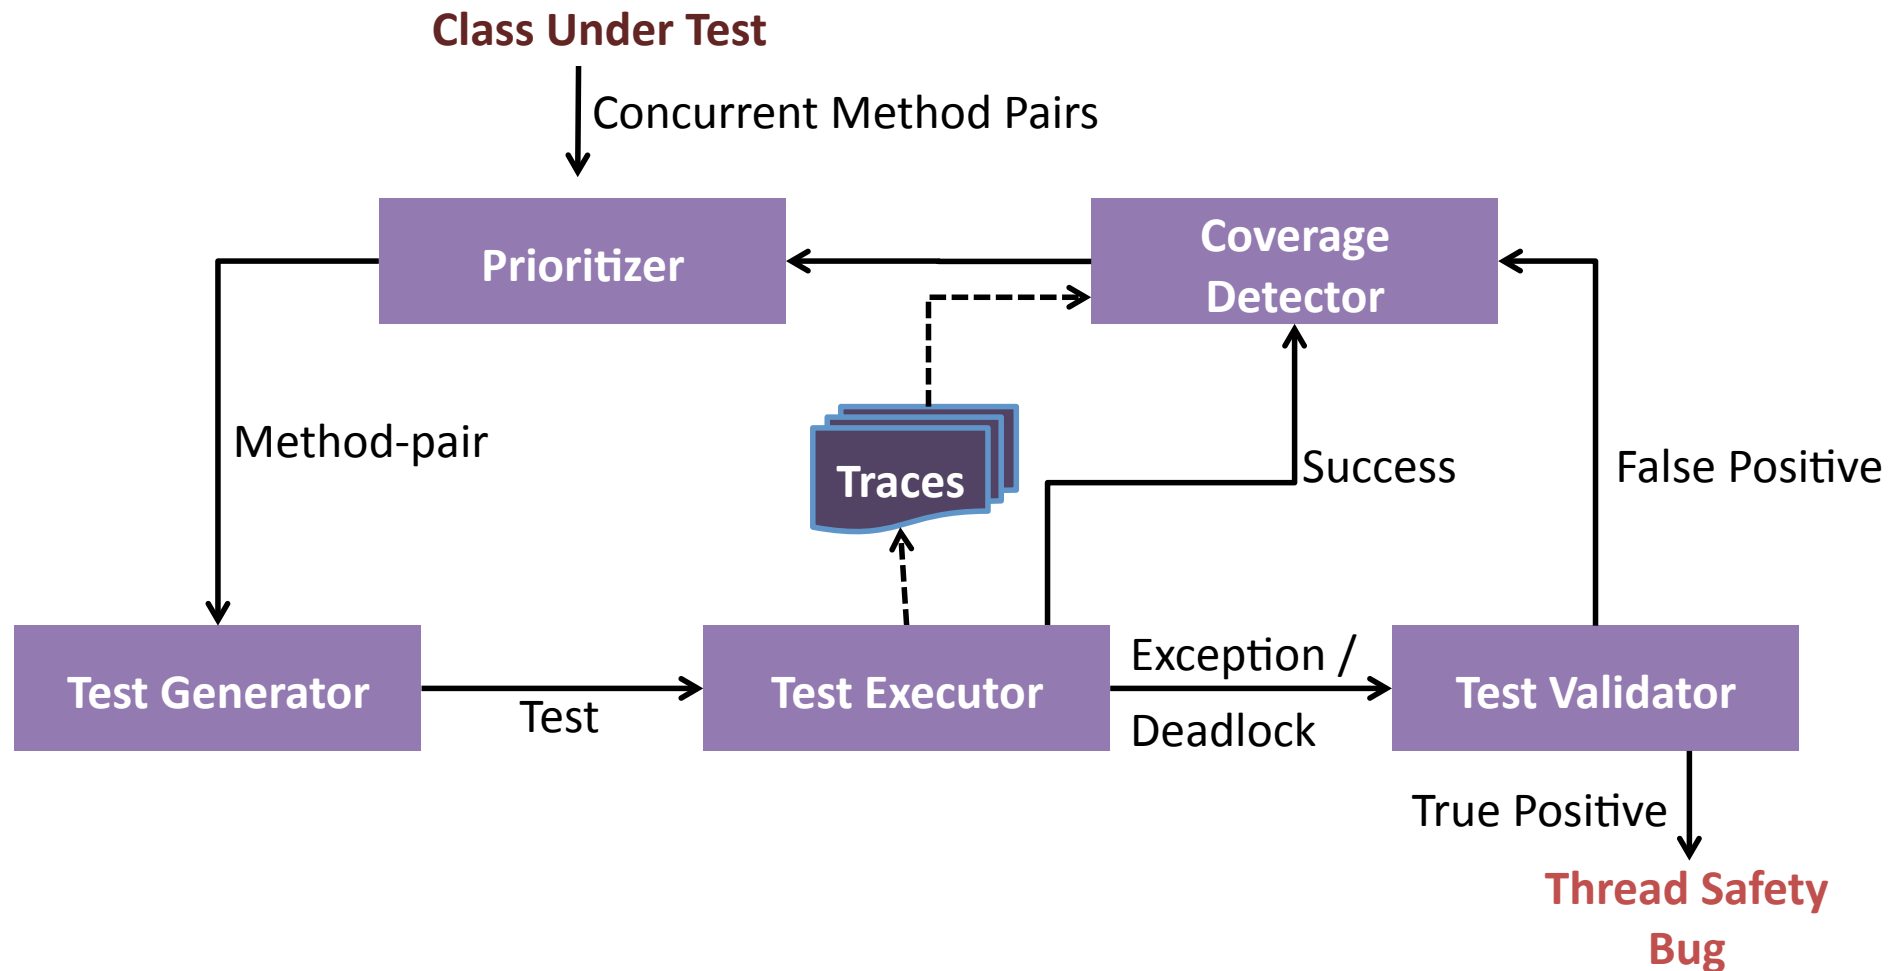 Class Under Test
Concurrent Method Pairs
Prioritizer
Coverage
Detector
Method-pair
Traces
Success
False Positive
Test Generator
Test
Test Executor
Exception /
Deadlock
Test Validator
True Positive
Thread Safety
Bug